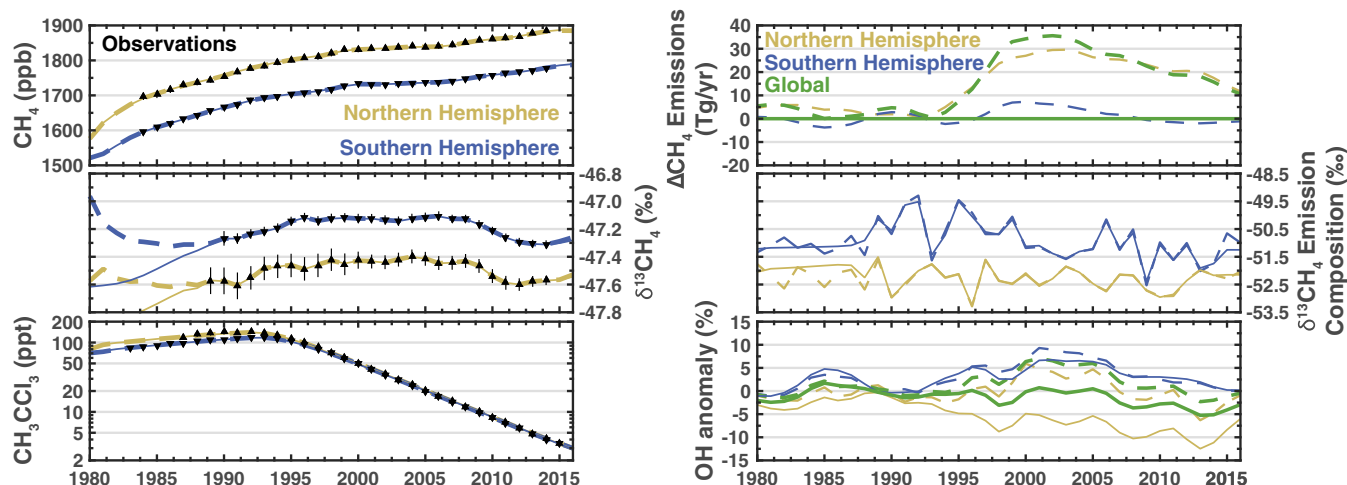 CH4 (ppb)
1900
1800
1700
1600
1500
Observations
Northern Hemisphere
Southern Hemisphere
δ13CH4 (‰)
-46.8
-47.0
-47.2
-47.4
-47.6
-47.8
CH3CCl3 (ppt)
200
100
50
20
10
5
2
1980 1985 1990 1995 2000 2005 2010 2015
ΔCH4 Emissions
(Tg/yr)
40
30
20
10
0
-10
-20
Northern Hemisphere
Southern Hemisphere
Global
δ13CH4 Emission
Composition (‰)
-48.5
-49.5
-50.5
-51.5
-52.5
-53.5
OH anomaly (%)
15
10
5
0
-5
-10
-15
1980 1985 1990 1995 2000 2005 2010 2015